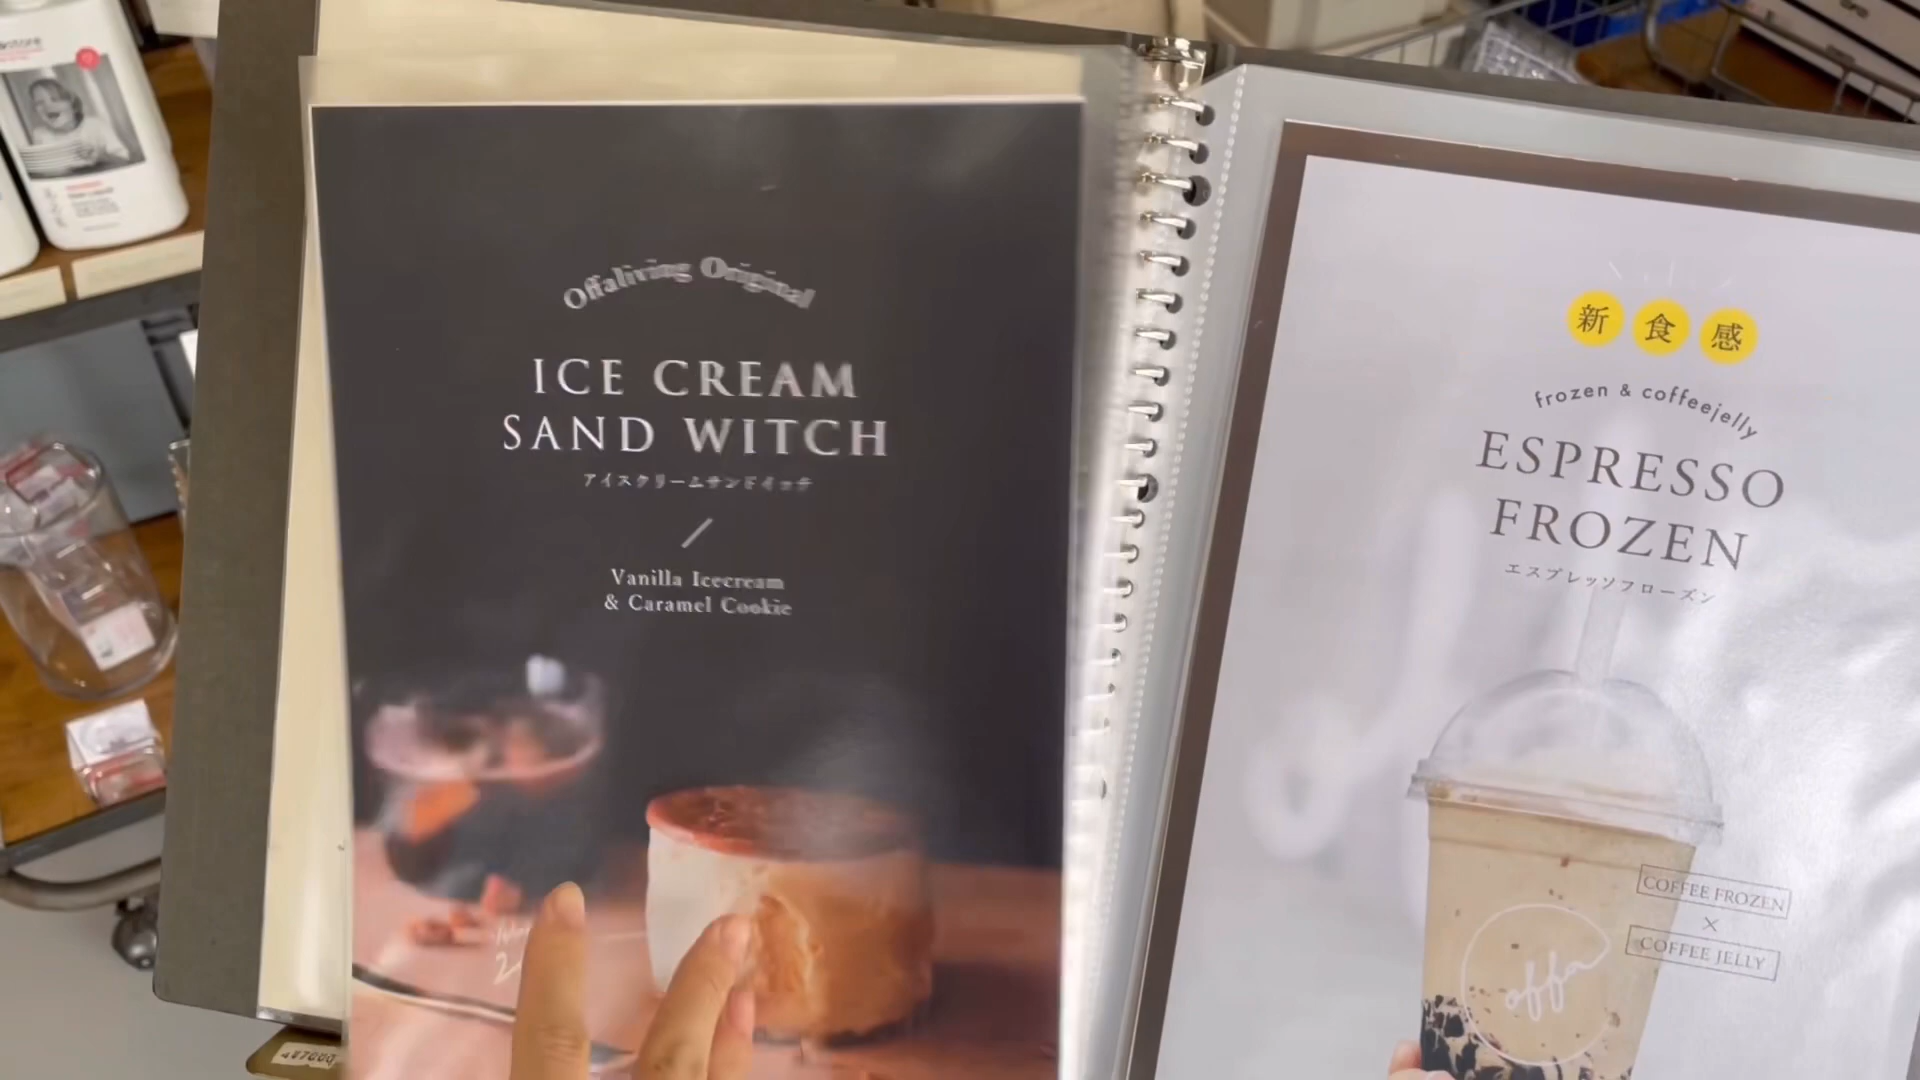 Offaliving Original
ICE CREAM
SAND WITCH
アイスクリームサンドイッチ
Vanilla Icecream
& Caramel Cookie
新食感
frozen & coffeejelly
ESPRESSO
FROZEN
エスプレッソフローズン
COFFEE FROZEN
×
COFFEE JELLY
offa